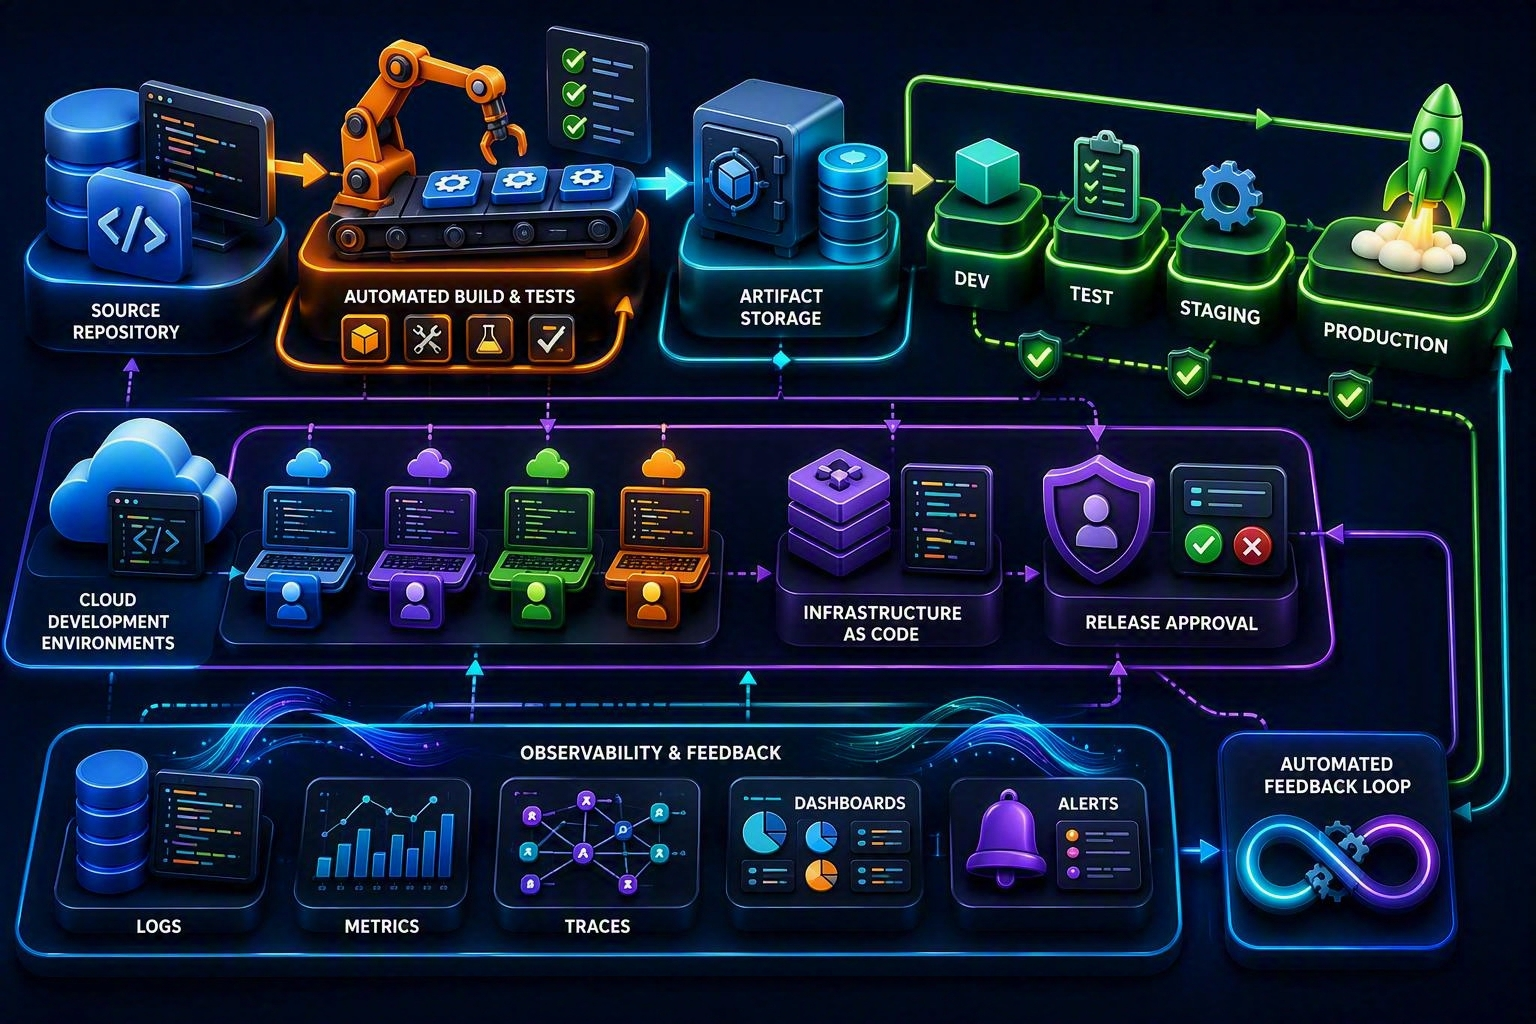 SOURCE
REPOSITORY
AUTOMATED BUILD & TESTS
ARTIFACT
STORAGE
DEV
TEST
STAGING
PRODUCTION
CLOUD
DEVELOPMENT
ENVIRONMENTS
INFRASTRUCTURE
AS CODE
RELEASE APPROVAL
OBSERVABILITY & FEEDBACK
LOGS
METRICS
TRACES
DASHBOARDS
ALERTS
AUTOMATED
FEEDBACK LOOP